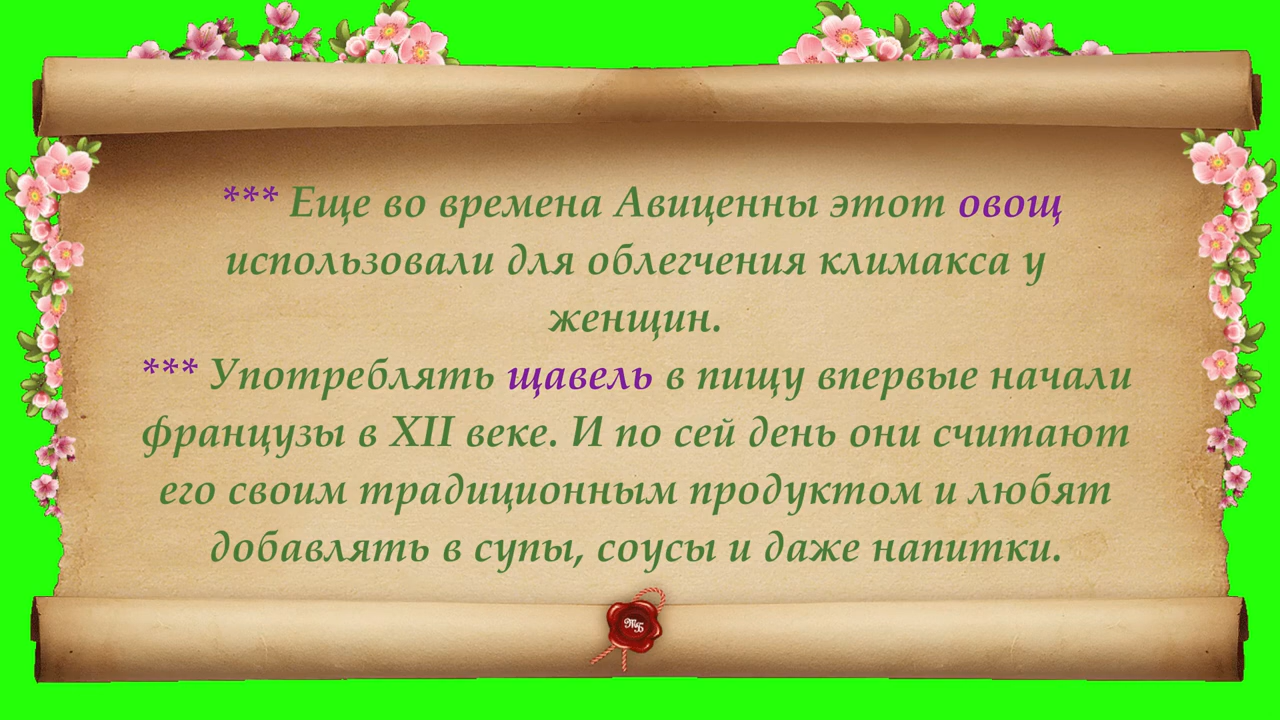 *** Еще во времена Авиценны этот овощ
использовали для облегчения климакса у
женщин.
*** Употреблять щавель в пищу впервые начали
французы в XII веке. И по сей день они считают
его своим традиционным продуктом и любят
добавлять в супы, соусы и даже напитки.